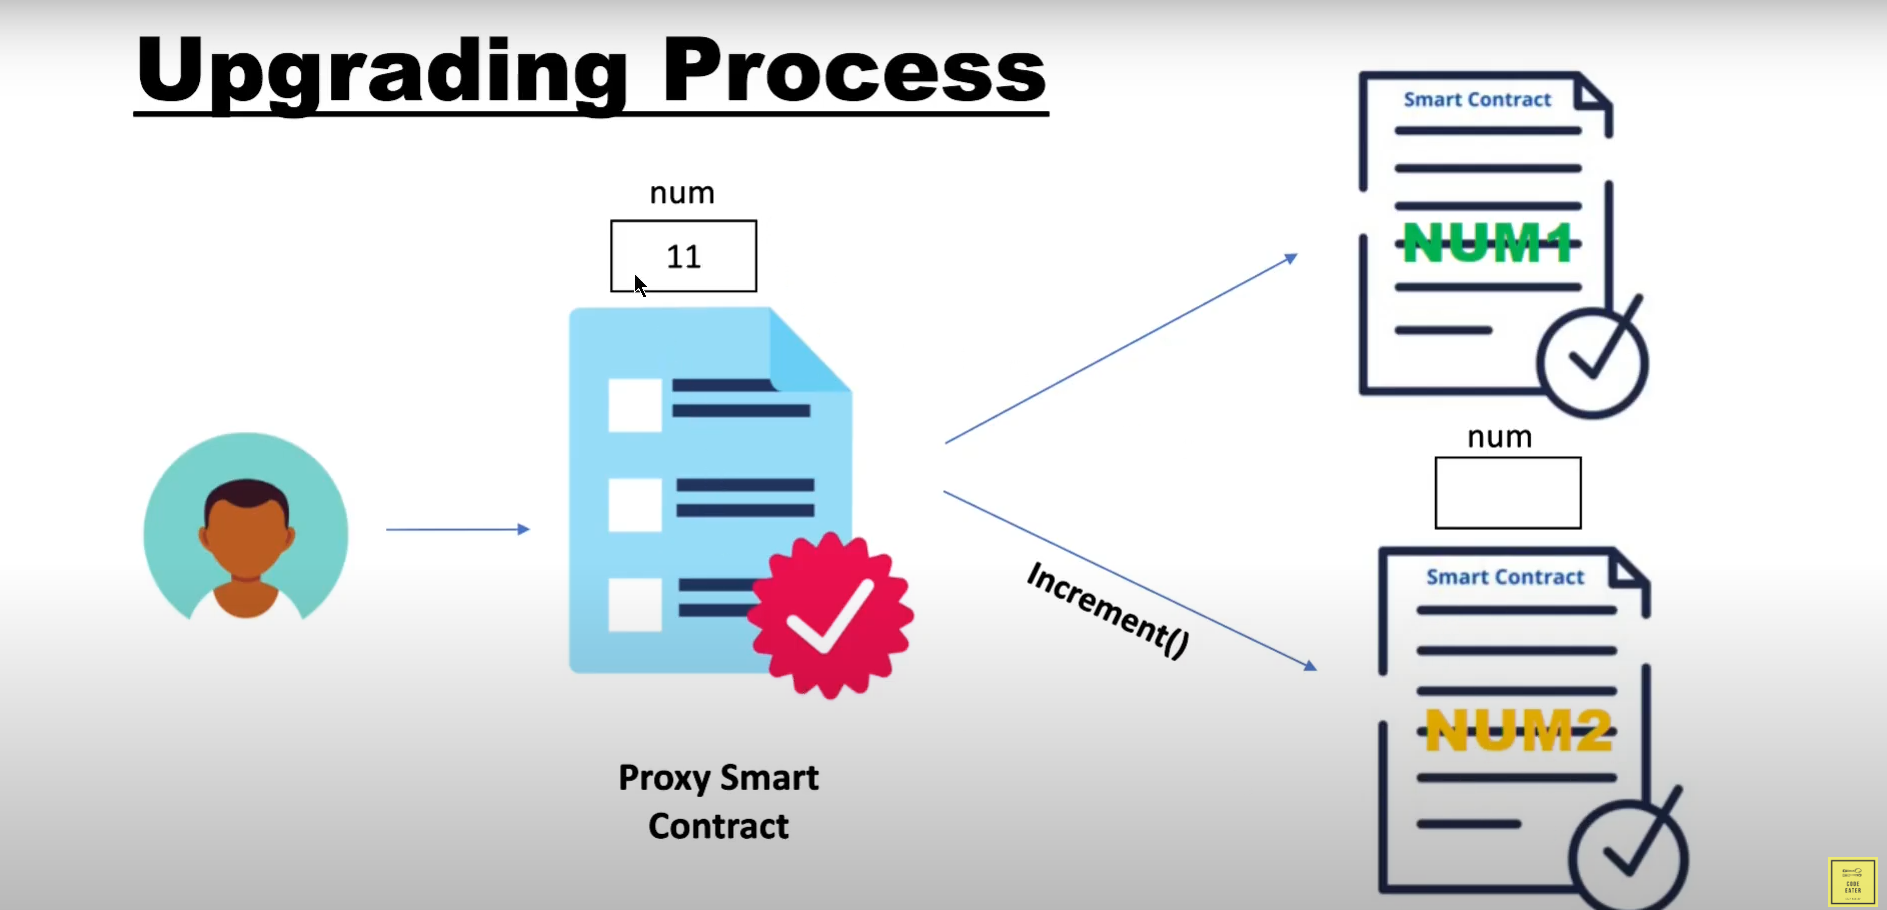 Upgrading Process
num
11
Proxy Smart
Contract
Increment()
Smart Contract
NUM1
num
Smart Contract
NUM2
CODE
EATER